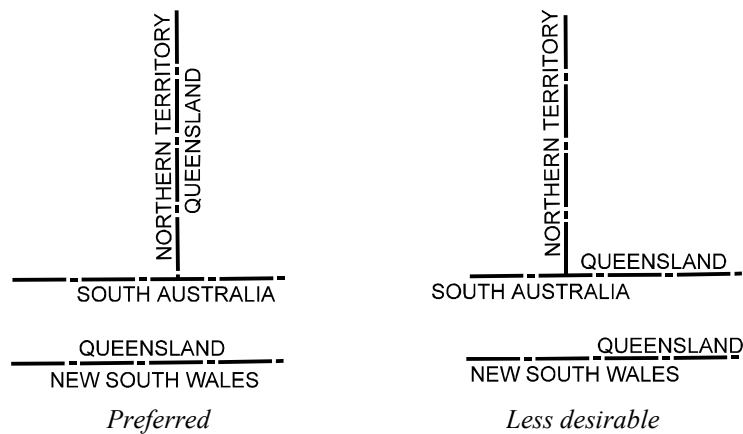 NORTHERN TERRITORY
QUEENSLAND
SOUTH AUSTRALIA
QUEENSLAND
NEW SOUTH WALES
Preferred
NORTHERN TERRITORY
QUEENSLAND
SOUTH AUSTRALIA
QUEENSLAND
NEW SOUTH WALES
Less desirable